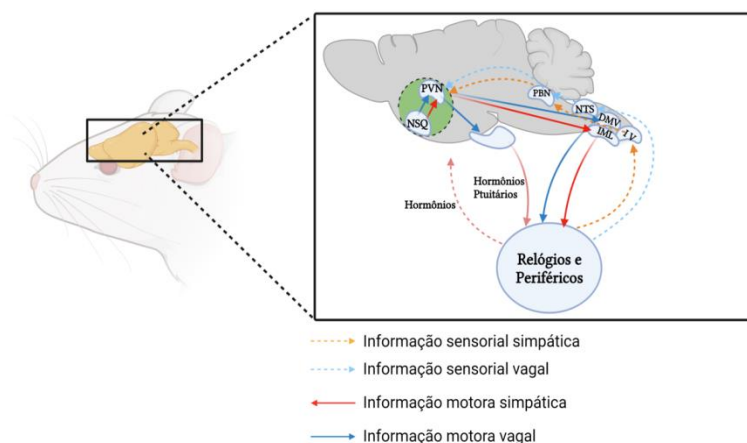 PVN
NSQ
PBN
NTS
DMV
IML
I-V
Hormônios
Hormônios
Ptuitários
Relógios e
Periféricos
Informação sensorial simpática
Informação sensorial vagal
Informação motora simpática
Informação motora vagal